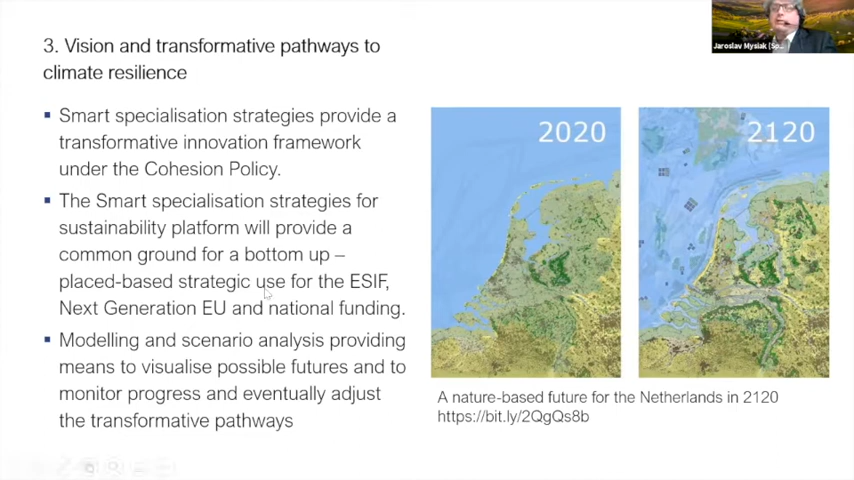 3. Vision and transformative pathways to
climate resilience
Jaroslav Mysiak
▪ Smart specialisation strategies provide a
transformative innovation framework
under the Cohesion Policy.
▪ The Smart specialisation strategies for
sustainability platform will provide a
common ground for a bottom up –
placed-based strategic use for the ESIF,
Next Generation EU and national funding.
▪ Modelling and scenario analysis providing
means to visualise possible futures and to
monitor progress and eventually adjust
the transformative pathways
2020
2120
A nature-based future for the Netherlands in 2120
https://bit.ly/2QgQs8b